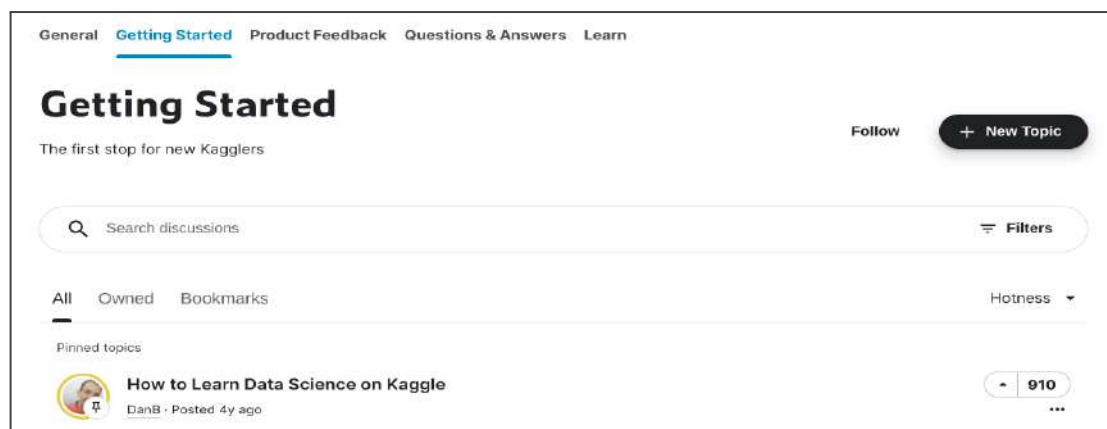 General Getting Started Product Feedback Questions & Answers Learn
Getting Started
The first stop for new Kagglers
Follow + New Topic
Search discussions Filters
All Owned Bookmarks Hotness
Pinned topics
How to Learn Data Science on Kaggle 910
DanB · Posted 4y ago ...